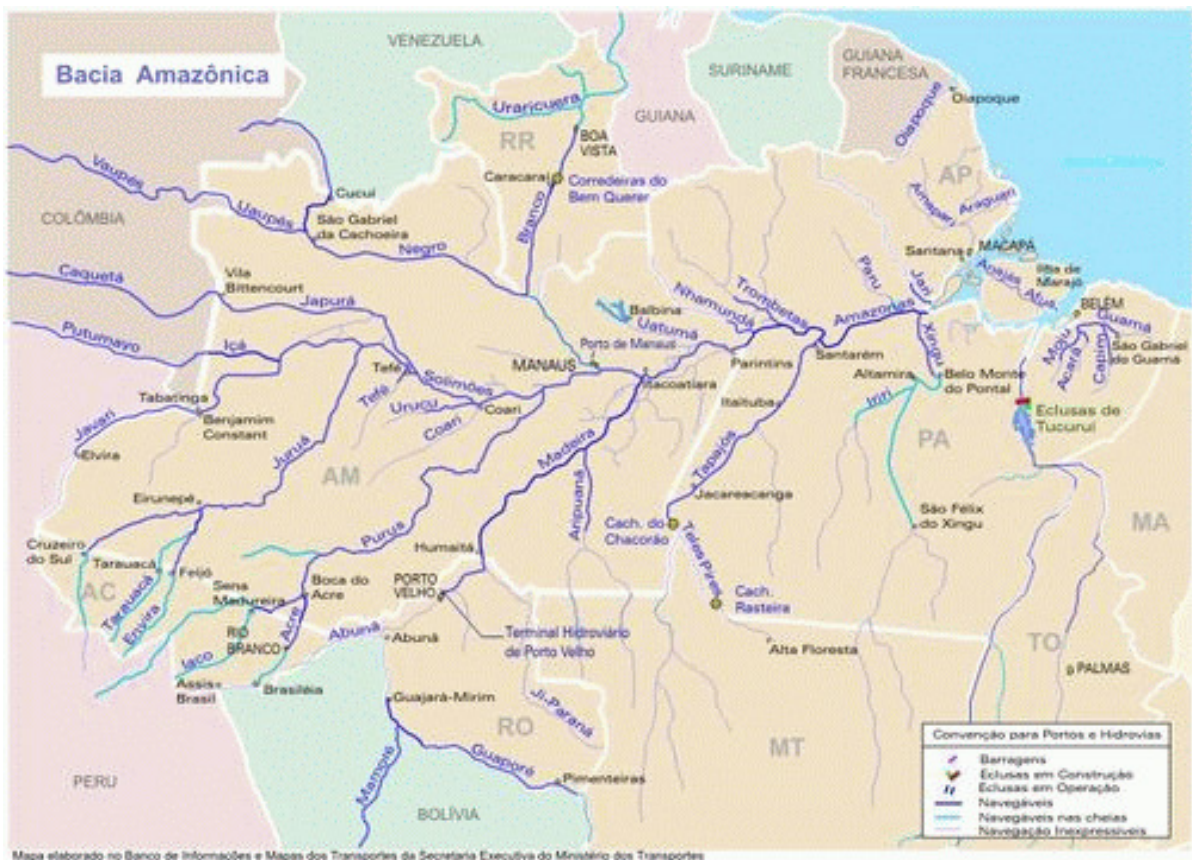 Bacia Amazônica
VENEZUELA
SURINAME
GUIANA
FRANCESA
GUIANA
COLÔMBIA
PERU
BOLÍVIA
RR
AP
AM
PA
MA
AC
RO
MT
TO
Uraricuera
BOA
VISTA
Caracaraí
Corredeiras do
Bem Querer
Branco
Oiapoque
Oiapoque
Amapari
Araguari
Santana
MACAPÁ
Ilha de
Marajó
Anajás
Afuá
BELÉM
Guamá
São Gabriel
do Guamá
Moju
Acará
Capim
Vaupés
Uaupés
Cucui
São Gabriel
da Cachoeira
Negro
Caquetá
Vila
Bittencourt
Japurá
Putumayo
Içá
Tabatinga
Benjamim
Constant
Javari
Elvira
Tefé
Tefé
Solimões
Urucu
Coari
Coari
MANAUS
Porto de Manaus
Balbina
Uatumã
Nhamundá
Trombetas
Parintins
Itacoatiara
Santarém
Amazonas
Paru
Jari
Xingu
Altamira
Belo Monte
do Pontal
Iriri
Itaituba
Tapajós
Jacareacanga
Eclusas de
Tucuruí
São Félix
do Xingu
Cach. do
Chacorão
Teles Pires
Cach.
Rasteira
Alta Floresta
PALMAS
Madeira
Aripuanã
Juruá
Eirunepé
Cruzeiro
do Sul
Tarauacá
Feijó
Tarauacá
Envira
Purus
Humaitá
Sena
Madureira
Boca do
Acre
Acre
RIO
BRANCO
Iaco
Assis
Brasil
Brasiléia
PORTO
VELHO
Abunã
Abunã
Terminal Hidroviário
de Porto Velho
Guajará-Mirim
Ji-Paraná
Mamoré
Guaporé
Pimenteiras
Convenção para Portos e Hidrovias
Barragens
Eclusas em Construção
Eclusas em Operação
Navegáveis
Navegáveis nas cheias
Navegação Inexpressíveis
Mapa elaborado no Banco de Informações e Mapas dos Transportes da Secretaria Executiva do Ministério dos Transportes